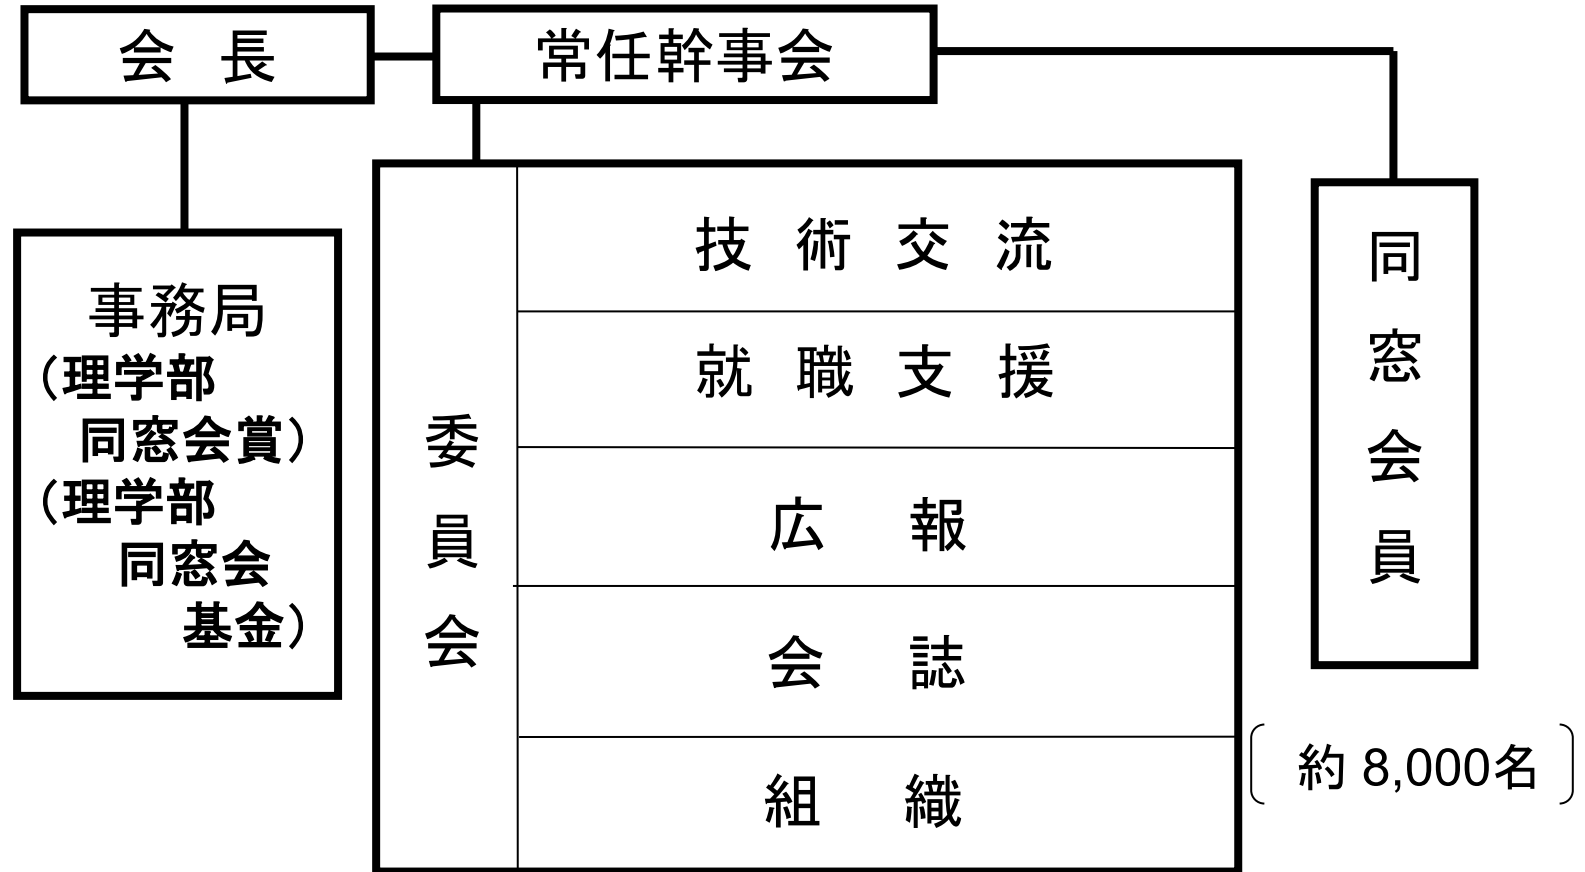 会長
常任幹事会
事務局
（理学部
同窓会賞）
（理学部
同窓会
基金）
委員会
技術交流
就職支援
広報
会誌
組織
同窓会員
約 8,000名